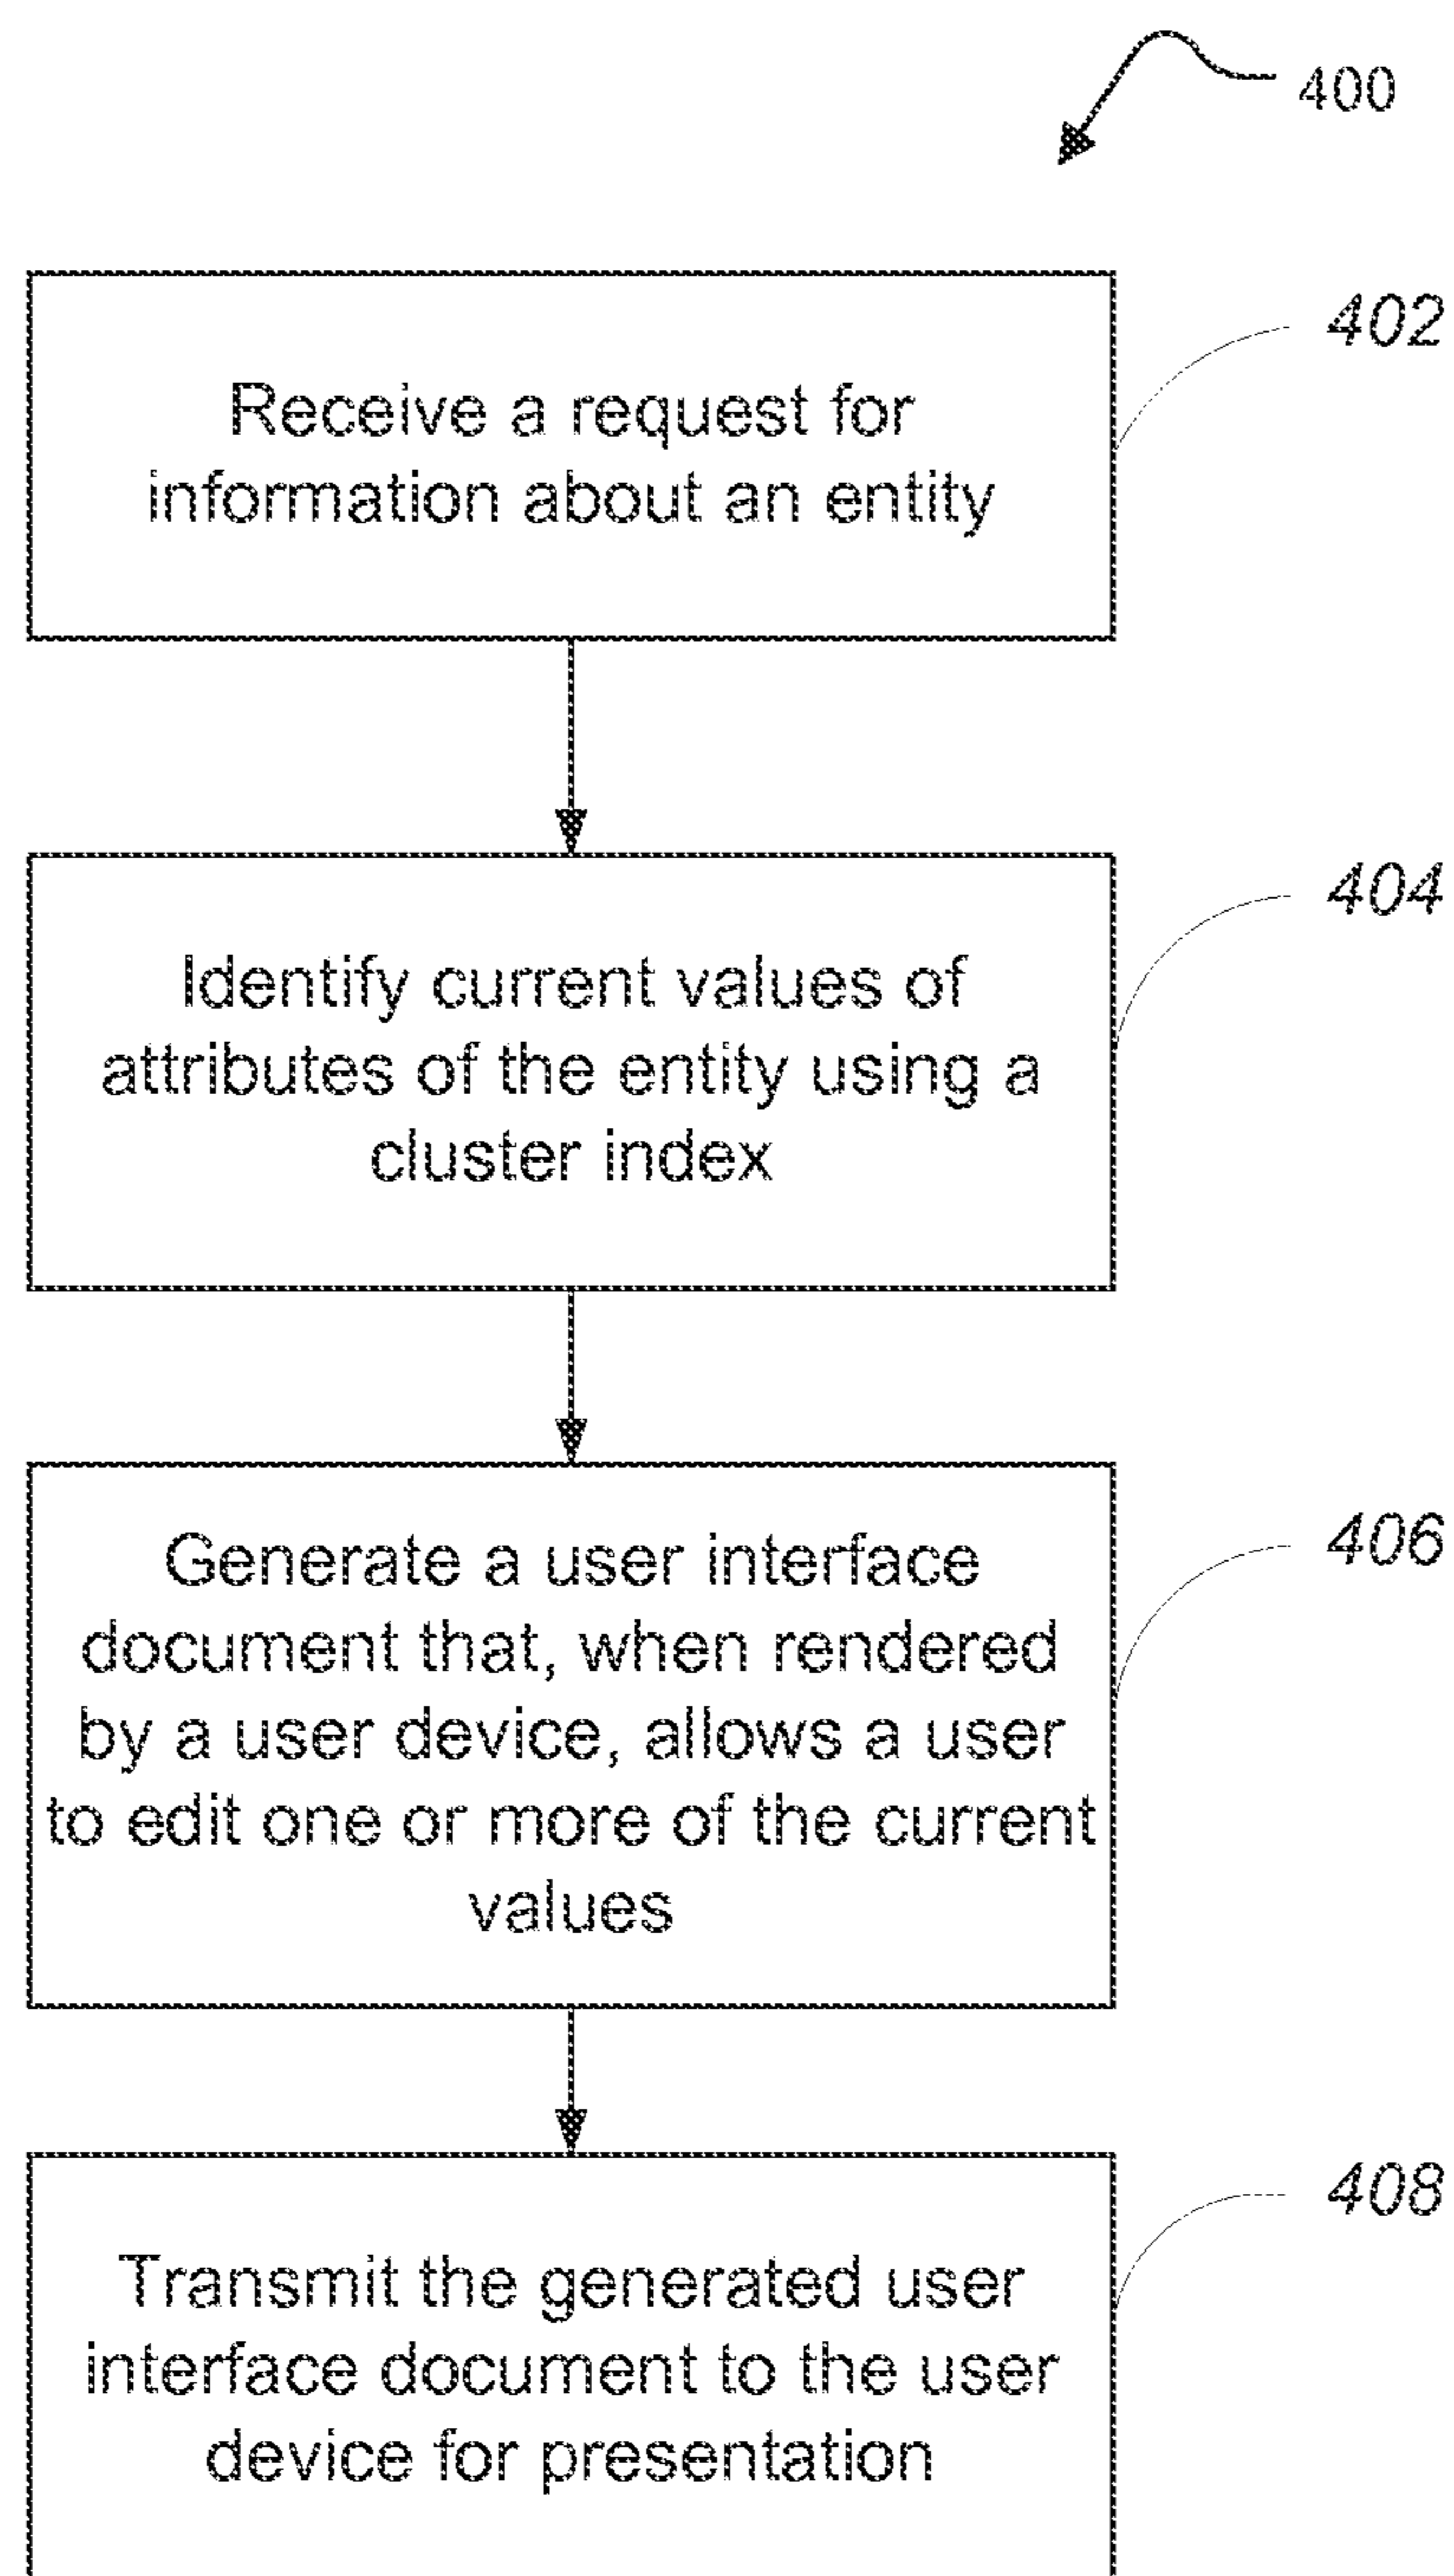 400
402
Receive a request for
information about an entity
404
Identify current values of
attributes of the entity using a
cluster index
406
Generate a user interface
document that, when rendered
by a user device, allows a user
to edit one or more of the current
values
408
Transmit the generated user
interface document to the user
device for presentation